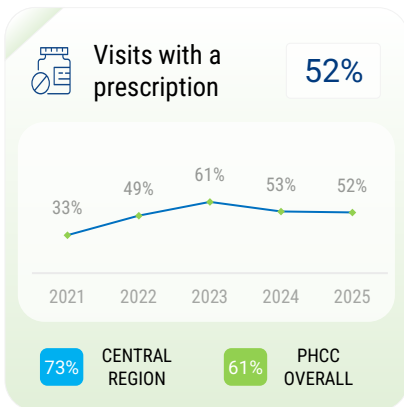 Visits with a
prescription
52%
33%
49%
61%
53%
52%
2021 2022 2023 2024 2025
73%
CENTRAL
REGION
61%
PHCC
OVERALL